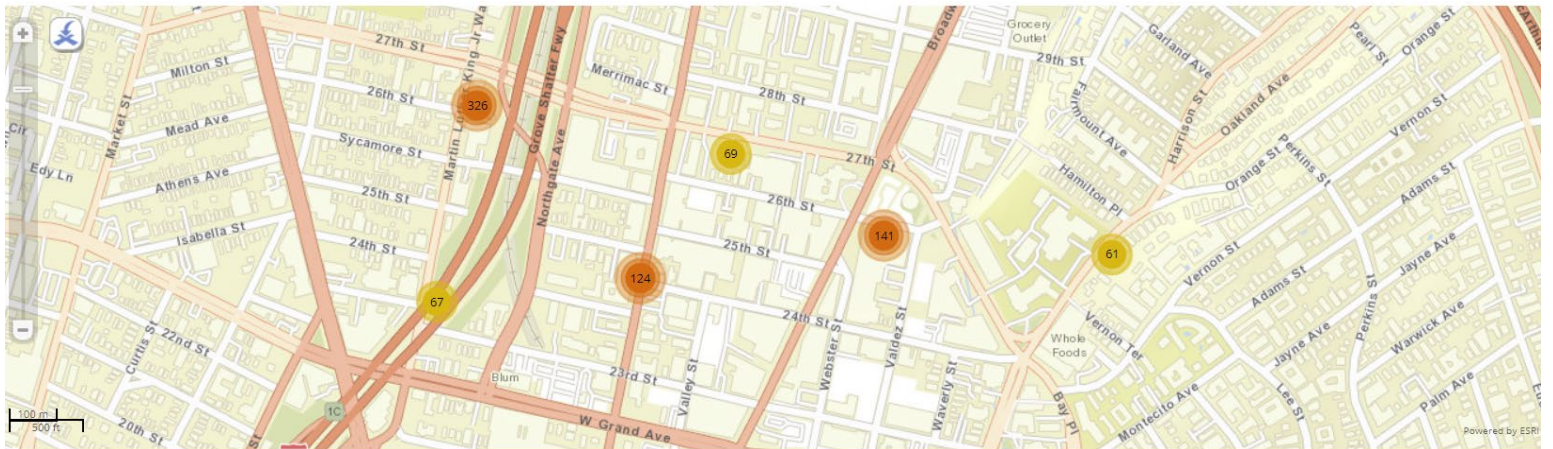 27th St
Martin Luther King Jr Wa
Milton St
26th St
Mead Ave
Market St
Cir
Sycamore St
Edy Ln
Athens Ave
25th St
Isabella St
24th St
Curtis St
22nd St
20th St
St
1C
100 m
500 ft
326
67
Grove Shafter Fwy
Northgate Ave
Merrimac St
28th St
69
27th St
26th St
25th St
124
24th St
23rd St
Blum
Valley St
W Grand Ave
Broadw
141
Webster St
Valdez St
Waverly St
Bay Pl
Grocery
Outlet
29th St
Garland Ave
Fairmount Ave
Hamilton Pl
Harrison St
Oakland Ave
Pearl St
Orange St
Orange St
Perkins St
Vernon St
Adams St
61
Vernon St
Adams St
Jayne Ave
Whole
Foods
Vernon Ter
Jayne Ave
Perkins St
Warwick Ave
Montecito Ave
Lee St
Palm Ave
Powered by ESRI